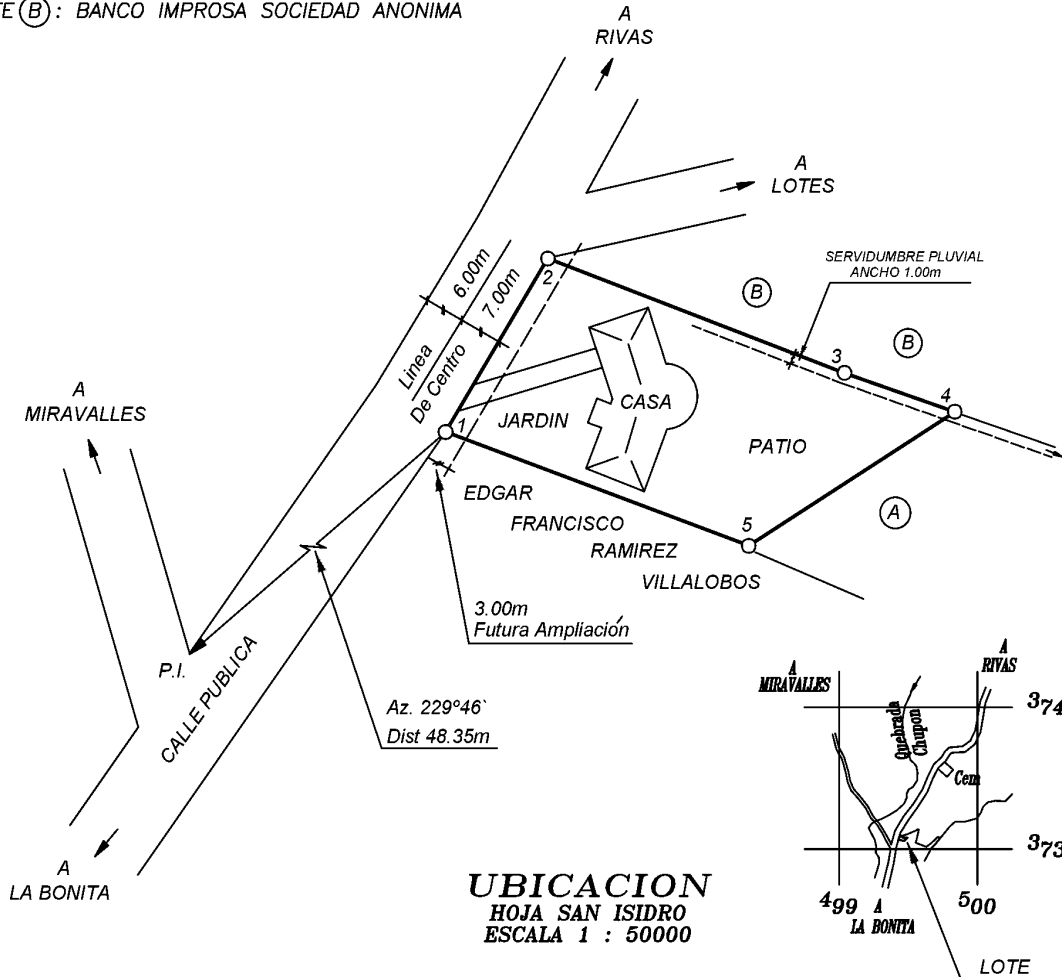 TE (B) : BANCO IMPROSA SOCIEDAD ANONIMA
A
RIVAS
A
LOTES
SERVIDUMBRE PLUVIAL
ANCHO 1.00m
6.00m
7.00m
2
B
B
3
4
Linea
De Centro
CASA
JARDIN
PATIO
A
MIRAVALLES
1
EDGAR
FRANCISCO
RAMIREZ
VILLALOBOS
5
A
3.00m
Futura Ampliación
P.I.
CALLE PUBLICA
Az. 229º46`
Dist 48.35m
A
LA BONITA
A
MIRAVALLES
A
RIVAS
374
Quebrada
Chupon
Cem
373
499
500
A
LA BONITA
LOTE
UBICACION
HOJA SAN ISIDRO
ESCALA 1 : 50000